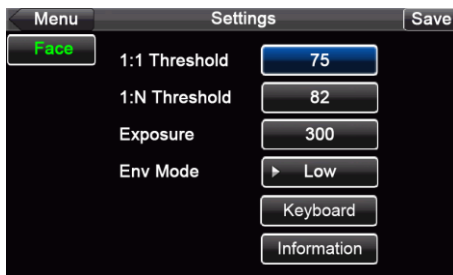 Menu Settings Save
Face
1:1 Threshold 75
1:N Threshold 82
Exposure 300
Env Mode Low
Keyboard
Information